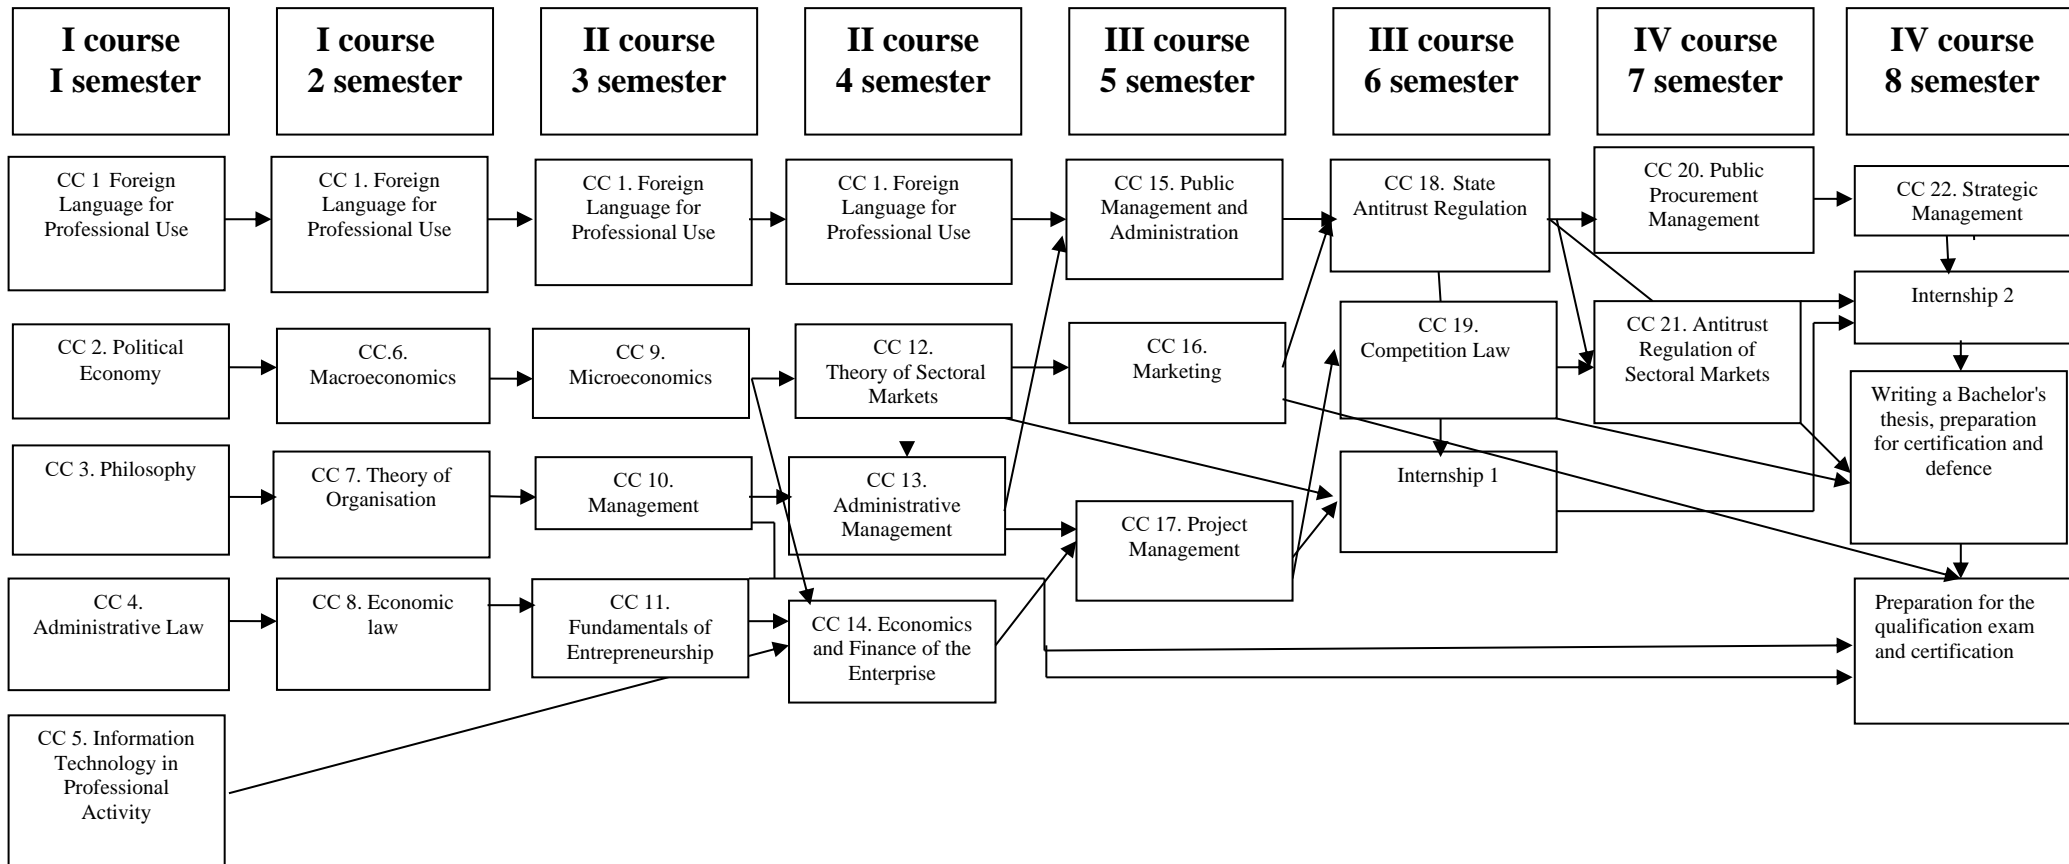 I course
I semester
I course
2 semester
II course
3 semester
II course
4 semester
III course
5 semester
III course
6 semester
IV course
7 semester
IV course
8 semester
CC 1 Foreign
Language for
Professional Use
CC 1. Foreign
Language for
Professional Use
CC 1. Foreign
Language for
Professional Use
CC 1. Foreign
Language for
Professional Use
CC 15. Public
Management and
Administration
CC 18. State
Antitrust Regulation
CC 20. Public
Procurement
Management
CC 22. Strategic
Management
Internship 2
CC 2. Political
Economy
CC.6.
Macroeconomics
CC 9.
Microeconomics
CC 12.
Theory of Sectoral
Markets
CC 16.
Marketing
CC 19.
Competition Law
CC 21. Antitrust
Regulation of
Sectoral Markets
Writing a Bachelor's
thesis, preparation
for certification and
defence
CC 3. Philosophy
CC 7. Theory of
Organisation
CC 10.
Management
CC 13.
Administrative
Management
CC 17. Project
Management
Internship 1
CC 4.
Administrative Law
CC 8. Economic
law
CC 11.
Fundamentals of
Entrepreneurship
CC 14. Economics
and Finance of the
Enterprise
Preparation for the
qualification exam
and certification
CC 5. Information
Technology in
Professional
Activity